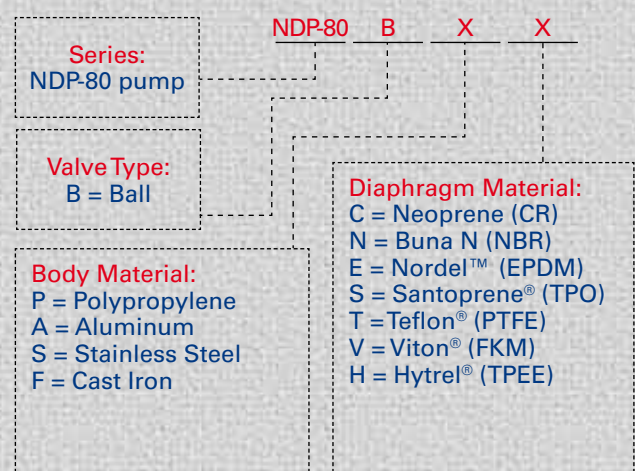 NDP-80 B X X
Series:
NDP-80 pump
Valve Type:
B = Ball
Body Material:
P = Polypropylene
A = Aluminum
S = Stainless Steel
F = Cast Iron
Diaphragm Material:
C = Neoprene (CR)
N = Buna N (NBR)
E = Nordel™ (EPDM)
S = Santoprene® (TPO)
T = Teflon® (PTFE)
V = Viton® (FKM)
H = Hytrel® (TPEE)